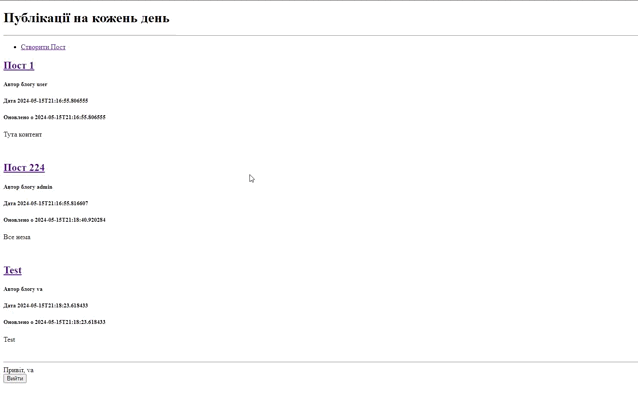 Публікації на кожень день
Створити Пост
Пост 1
Автор блогу user
Дата 2024-05-15T21:16:55.806555
Оновлено о 2024-05-15T21:16:55.806555
Тута контент
Пост 224
Автор блогу admin
Дата 2024-05-15T21:16:55.816607
Оновлено о 2024-05-15T21:18:40.920284
Все нема
Test
Автор блогу va
Дата 2024-05-15T21:18:23.618433
Оновлено о 2024-05-15T21:18:23.618433
Test
Привіт, va
Вийти